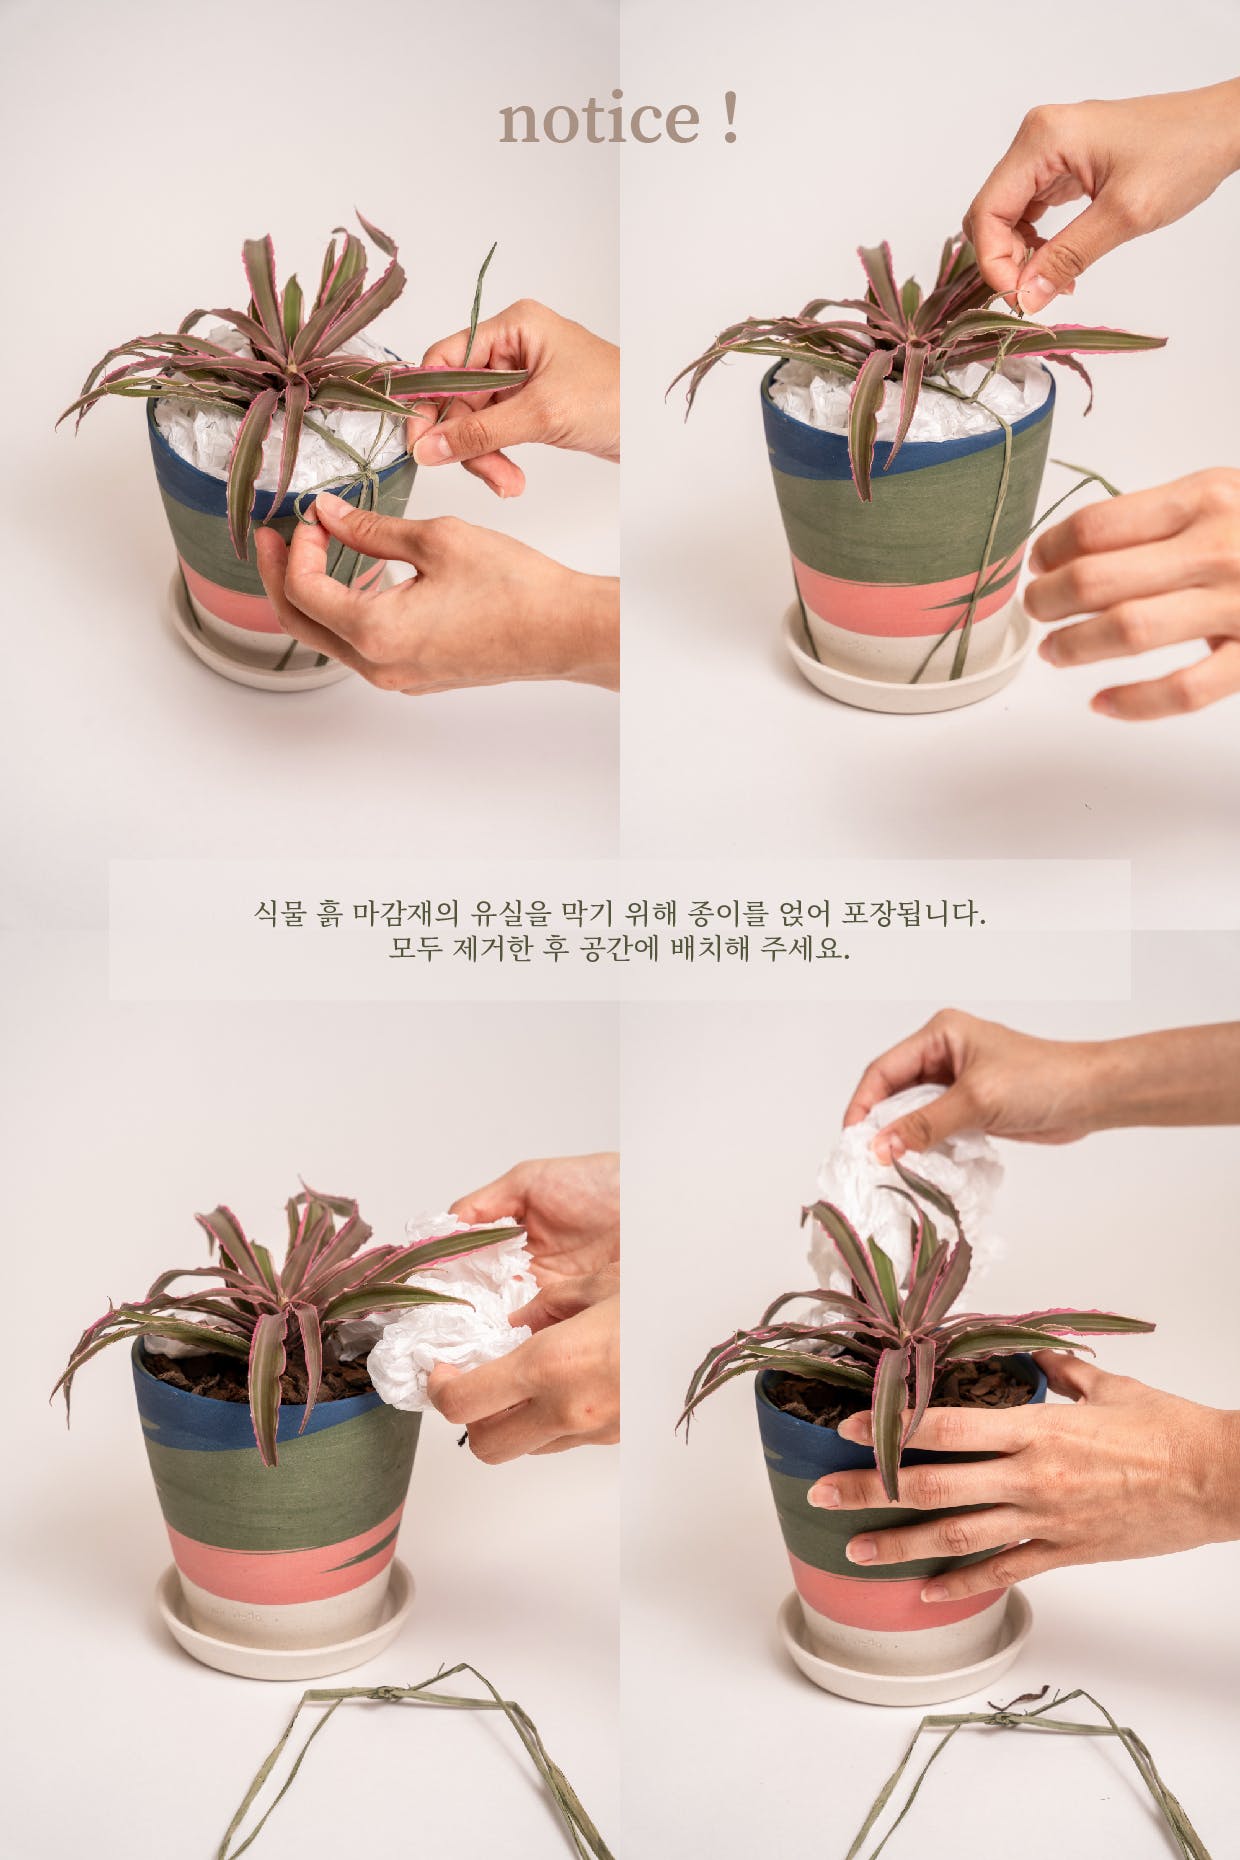 notice !
식물 흙 마감재의 유실을 막기 위해 종이를 얹어 포장됩니다.
모두 제거한 후 공간에 배치해 주세요.